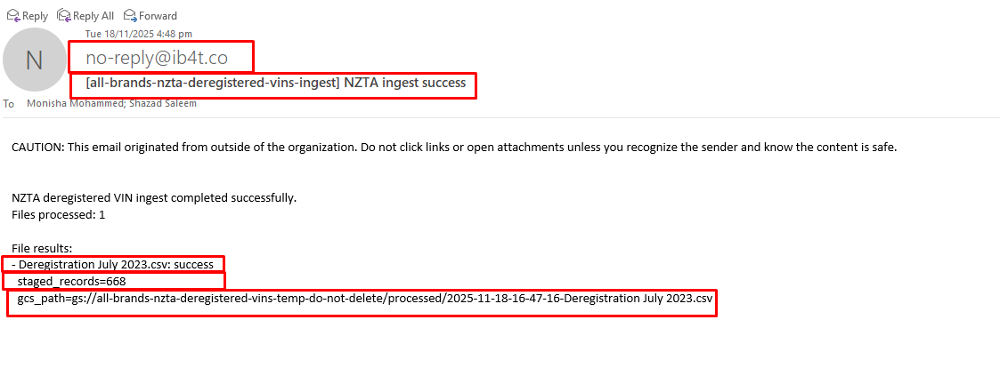 Reply Reply All Forward
Tue 18/11/2025 4:48 pm
N
no-reply@ib4t.co
[all-brands-nzta-deregistered-vins-ingest] NZTA ingest success
To Monisha Mohammed; Shazad Saleem
CAUTION: This email originated from outside of the organization. Do not click links or open attachments unless you recognize the sender and know the content is safe.
NZTA deregistered VIN ingest completed successfully.
Files processed: 1
File results:
- Deregistration July 2023.csv: success
staged_records=668
gcs_path=gs://all-brands-nzta-deregistered-vins-temp-do-not-delete/processed/2025-11-18-16-47-16-Deregistration July 2023.csv